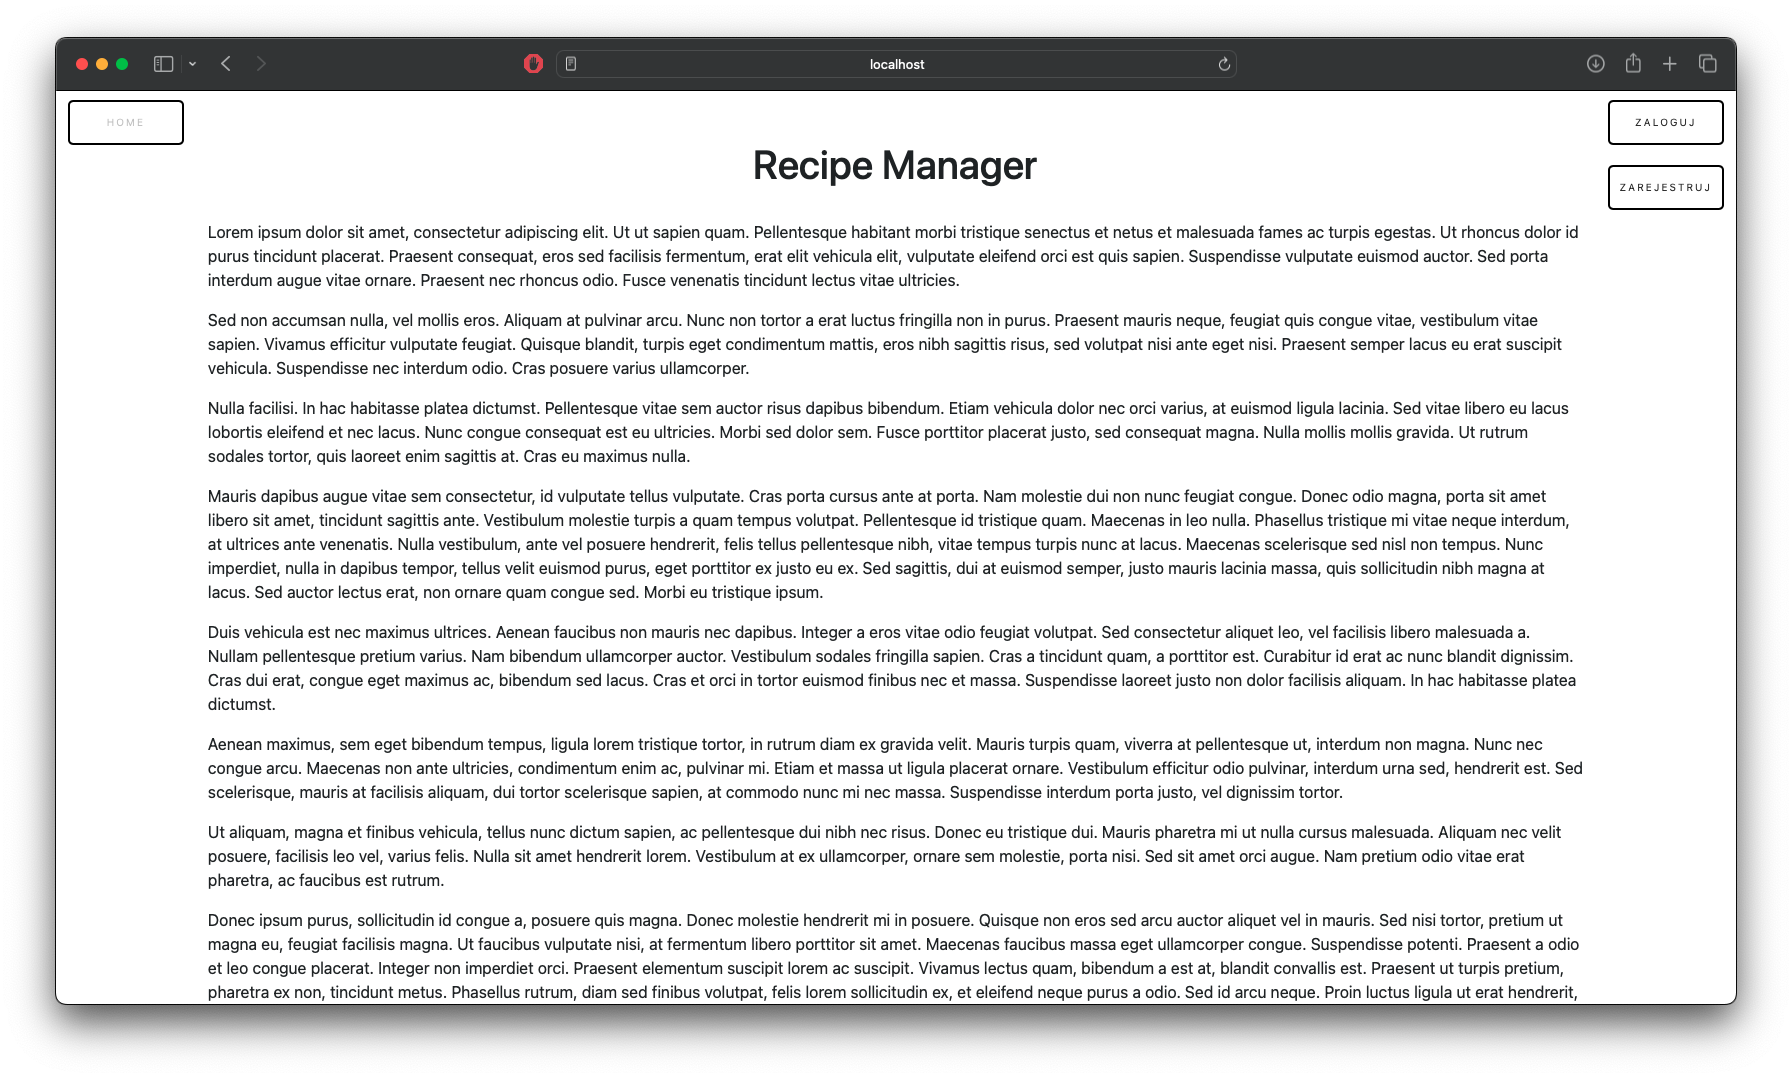 localhost
HOME
ZALOGUJ
Recipe Manager
ZAREJESTRUJ
Lorem ipsum dolor sit amet, consectetur adipiscing elit. Ut ut sapien quam. Pellentesque habitant morbi tristique senectus et netus et malesuada fames ac turpis egestas. Ut rhoncus dolor id
purus tincidunt placerat. Praesent consequat, eros sed facilisis fermentum, erat elit vehicula elit, vulputate eleifend orci est quis sapien. Suspendisse vulputate euismod auctor. Sed porta
interdum augue vitae ornare. Praesent nec rhoncus odio. Fusce venenatis tincidunt lectus vitae ultricies.
Sed non accumsan nulla, vel mollis eros. Aliquam at pulvinar arcu. Nunc non tortor a erat luctus fringilla non in purus. Praesent mauris neque, feugiat quis congue vitae, vestibulum vitae
sapien. Vivamus efficitur vulputate feugiat. Quisque blandit, turpis eget condimentum mattis, eros nibh sagittis risus, sed volutpat nisi ante eget nisi. Praesent semper lacus eu erat suscipit
vehicula. Suspendisse nec interdum odio. Cras posuere varius ullamcorper.
Nulla facilisi. In hac habitasse platea dictumst. Pellentesque vitae sem auctor risus dapibus bibendum. Etiam vehicula dolor nec orci varius, at euismod ligula lacinia. Sed vitae libero eu lacus
lobortis eleifend et nec lacus. Nunc congue consequat est eu ultricies. Morbi sed dolor sem. Fusce porttitor placerat justo, sed consequat magna. Nulla mollis mollis gravida. Ut rutrum
sodales tortor, quis laoreet enim sagittis at. Cras eu maximus nulla.
Mauris dapibus augue vitae sem consectetur, id vulputate tellus vulputate. Cras porta cursus ante at porta. Nam molestie dui non nunc feugiat congue. Donec odio magna, porta sit amet
libero sit amet, tincidunt sagittis ante. Vestibulum molestie turpis a quam tempus volutpat. Pellentesque id tristique quam. Maecenas in leo nulla. Phasellus tristique mi vitae neque interdum,
at ultrices ante venenatis. Nulla vestibulum, ante vel posuere hendrerit, felis tellus pellentesque nibh, vitae tempus turpis nunc at lacus. Maecenas scelerisque sed nisl non tempus. Nunc
imperdiet, nulla in dapibus tempor, tellus velit euismod purus, eget porttitor ex justo eu ex. Sed sagittis, dui at euismod semper, justo mauris lacinia massa, quis sollicitudin nibh magna at
lacus. Sed auctor lectus erat, non ornare quam congue sed. Morbi eu tristique ipsum.
Duis vehicula est nec maximus ultrices. Aenean faucibus non mauris nec dapibus. Integer a eros vitae odio feugiat volutpat. Sed consectetur aliquet leo, vel facilisis libero malesuada a.
Nullam pellentesque pretium varius. Nam bibendum ullamcorper auctor. Vestibulum sodales fringilla sapien. Cras a tincidunt quam, a porttitor est. Curabitur id erat ac nunc blandit dignissim.
Cras dui erat, congue eget maximus ac, bibendum sed lacus. Cras et orci in tortor euismod finibus nec et massa. Suspendisse laoreet justo non dolor facilisis aliquam. In hac habitasse platea
dictumst.
Aenean maximus, sem eget bibendum tempus, ligula lorem tristique tortor, in rutrum diam ex gravida velit. Mauris turpis quam, viverra at pellentesque ut, interdum non magna. Nunc nec
congue arcu. Maecenas non ante ultricies, condimentum enim ac, pulvinar mi. Etiam et massa ut ligula placerat ornare. Vestibulum efficitur odio pulvinar, interdum urna sed, hendrerit est. Sed
scelerisque, mauris at facilisis aliquam, dui tortor scelerisque sapien, at commodo nunc mi nec massa. Suspendisse interdum porta justo, vel dignissim tortor.
Ut aliquam, magna et finibus vehicula, tellus nunc dictum sapien, ac pellentesque dui nibh nec risus. Donec eu tristique dui. Mauris pharetra mi ut nulla cursus malesuada. Aliquam nec velit
posuere, facilisis leo vel, varius felis. Nulla sit amet hendrerit lorem. Vestibulum at ex ullamcorper, ornare sem molestie, porta nisi. Sed sit amet orci augue. Nam pretium odio vitae erat
pharetra, ac faucibus est rutrum.
Donec ipsum purus, sollicitudin id congue a, posuere quis magna. Donec molestie hendrerit mi in posuere. Quisque non eros sed arcu auctor aliquet vel in mauris. Sed nisi tortor, pretium ut
magna eu, feugiat facilisis magna. Ut faucibus vulputate nisi, at fermentum libero porttitor sit amet. Maecenas faucibus massa eget ullamcorper congue. Suspendisse potenti. Praesent a odio
et leo congue placerat. Integer non imperdiet orci. Praesent elementum suscipit lorem ac suscipit. Vivamus lectus quam, bibendum a est at, blandit convallis est. Praesent ut turpis pretium,
pharetra ex non, tincidunt metus. Phasellus rutrum, diam sed finibus volutpat, felis lorem sollicitudin ex, et eleifend neque purus a odio. Sed id arcu neque. Proin luctus ligula ut erat hendrerit,